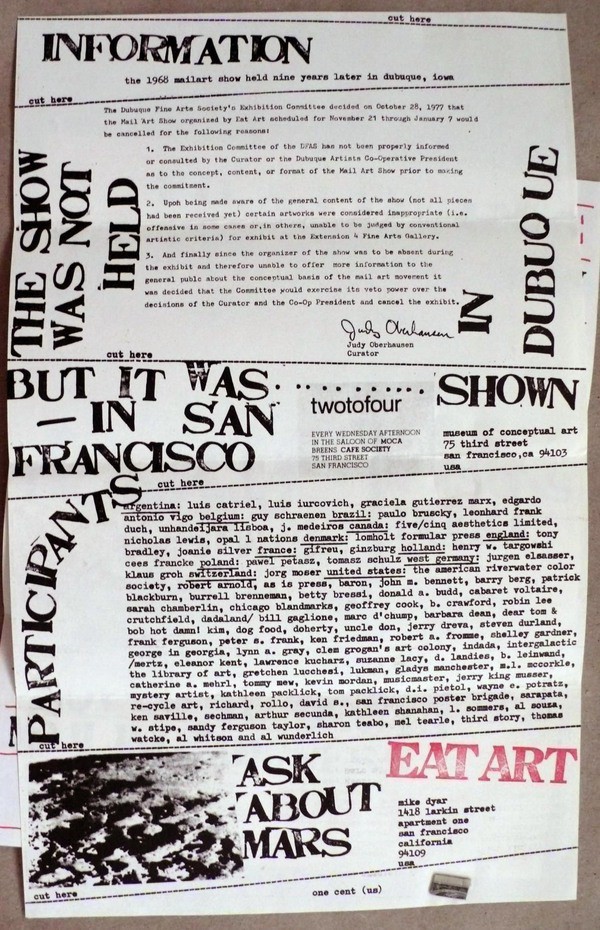 cut here
INFORMATION
the 1968 mailart show held nine years later in dubuque, iowa
cut here
The Dubuque Fine Arts Society's Exhibition Committee decided on October 28, 1977 that
the Mail Art Show organized by Eat Art scheduled for November 21 through January 7 would
be cancelled for the following reasons:
1. The Exhibition Committee of the DFAS has not been properly informed
or consulted by the Curator or the Dubuque Artists Co-Operative President
as to the concept, content, or format of the Mail Art Show prior to making
the commitment.
2. Upoh being made aware of the general content of the show (not all pieces
had been received yet) certain artworks were considered inappropriate (i.e.
offensive in some cases or,in others, unable to be judged by conventional
artistic criteria) for exhibit at the Extension 4 Fine Arts Gallery.
3. And finally since the organizer of the show was to be absent during
the exhibit and therefore unable to offer more information to the
general public about the conceptual basis of the mail art movement it
was decided that the Committee would exercise its veto power over the
decisions of the Curator and the Co-Op President and cancel the exhibit.
Judy Oberhausen
Judy Oberhausen
Curator
THE SHOW
WAS NOT
HELD
IN
DUBUQUE
cut here
BUT IT WAS
— IN SAN
FRANCISCO
twotofour
EVERY WEDNESDAY AFTERNOON
IN THE SALOON OF MOCA
BREENS CAFE SOCIETY
75 THIRD STREET
SAN FRANCISCO
SHOWN
museum of conceptual art
75 third street
san francisco,ca 94103
usa
cut here
PARTICIPANTS
argentina: luis catriel, luis iurcovich, graciela gutierrez marx, edgardo
antonio vigo belgium: guy schraenen brazil: paulo bruscky, leonhard frank
duch, unhandeijara lisboa, j. medeiros canada: five/cinq aesthetics limited,
nicholas lewis, opal l nations denmark: lomholt formular press england: tony
bradley, joanie silver france: gifreu, ginzburg holland: henry w. targowski
cees francke poland: pawel petasz, tomasz schulz west germany: jurgen elsasser,
klaus groh switzerland: jorg moser united states: the american riverwater color
society, robert arnold, as is press, baron, john m. bennett, barry berg, patrick
blackburn, burrell brenneman, betty bressi, donald a. budd, cabaret voltaire,
sarah chamberlin, chicago blandmarks, geoffrey cook, b. crawford, robin lee
crutchfield, dadaland/ bill gaglione, marc d'chump, barbara dean, dear tom &
bob hot damn! kim, dog food, doherty, uncle don, jerry dreva, steven durland,
frank ferguson, peter s. frank, ken friedman, robert a. fromme, shelley gardner,
george in georgia, lynn a. gray, clem grogan's art colony, indada, intergalactic
/mertz, eleanor kent, lawrence kucharz, suzanne lacy, d. landies, b. leinwand
the library of art, gretchen lucchesi, lukman, gladys manchester, m.l. mccorkle,
catherine a. mehrl, tommy mew, kevin mordan, musicmaster, jerry king musser,
mystery artist, kathleen packlick, tom packlick, d.i. pietol, wayne c. potratz,
re-cycle art, richard, rollo, david s., san francisco poster brigade, sarapata,
ken saville, sechman, arthur secunda, kathleen shanahan, l. sommers, al souza,
w. stipe, sandy ferguson taylor, sharon teabo, mel tearle, third story, thomas
watcke, al whitson and al wunderlich
cut here
ASK
ABOUT
MARS
EAT ART
mike dyar
1418 larkin street
apartment one
san francisco
california
94109
usa
cut here
one cent (us)